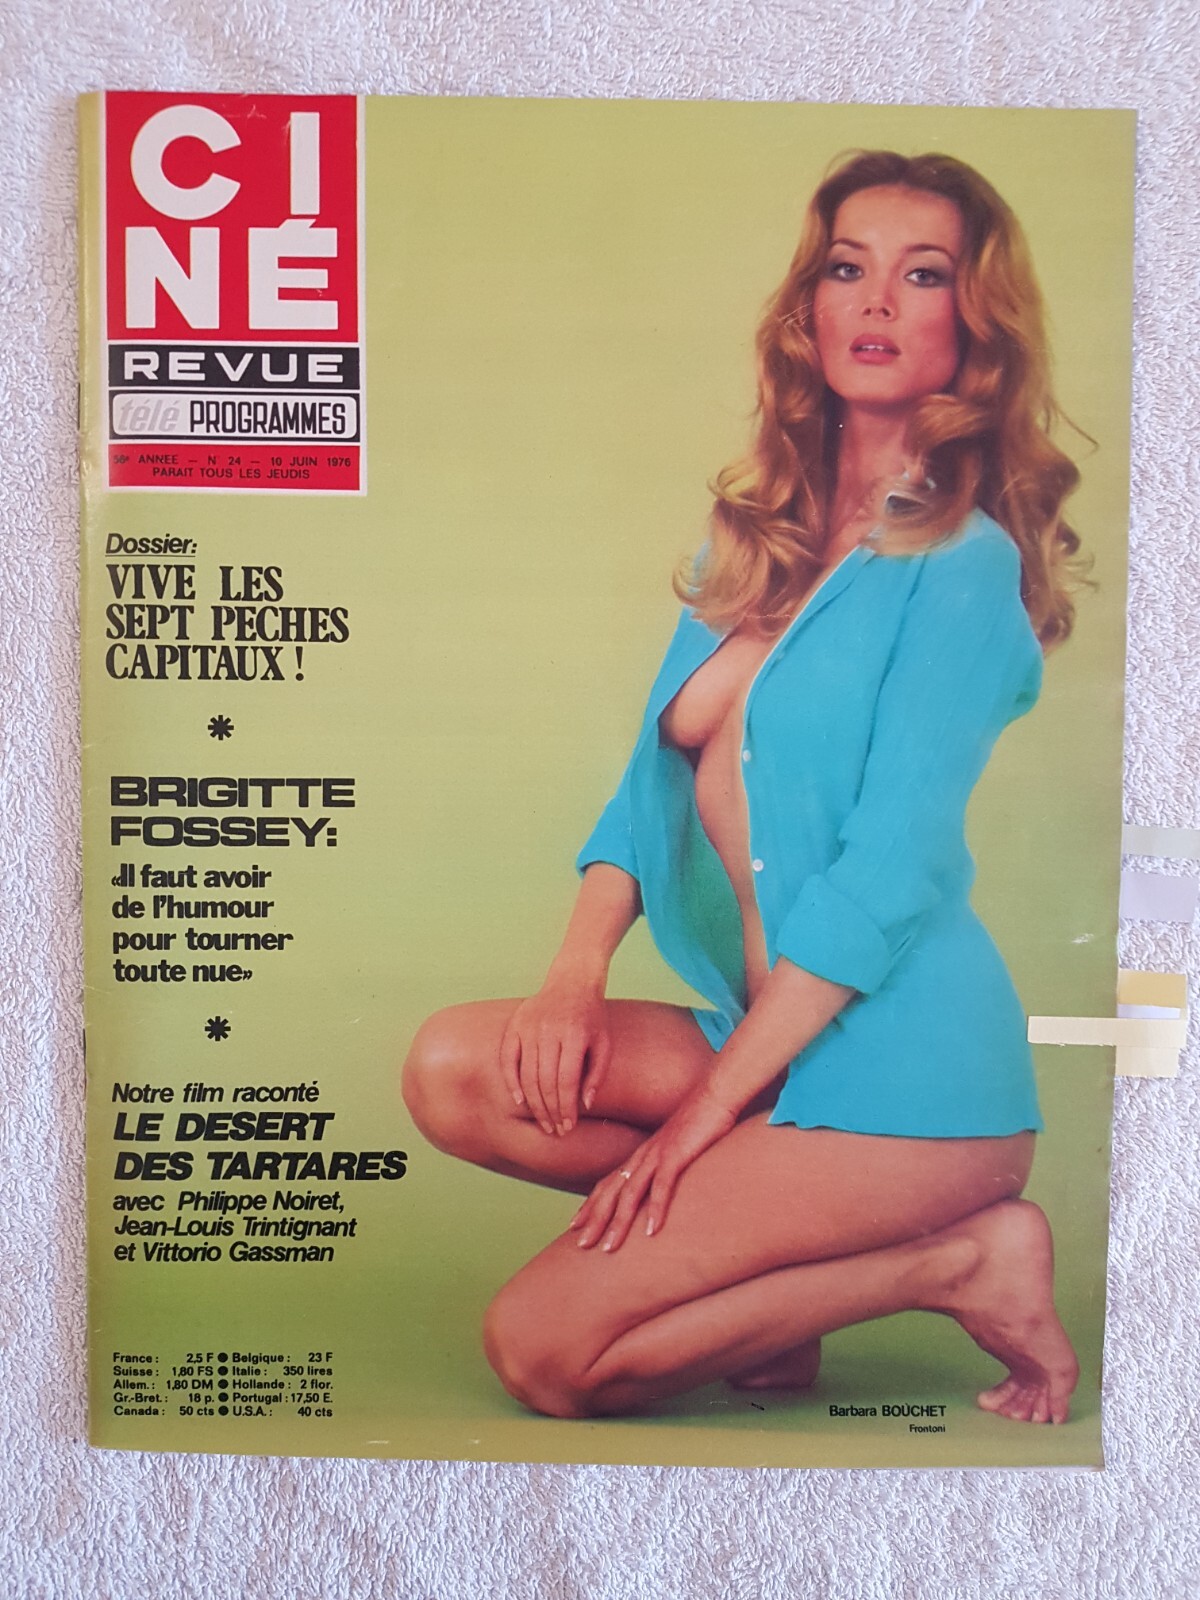 CI
NÉ
REVUE
télé PROGRAMMES
56e ANNEE — N° 24 — 10 JUIN 1976
PARAIT TOUS LES JEUDIS
Dossier:
VIVE LES
SEPT PECHES
CAPITAUX !
*
BRIGITTE
FOSSEY:
«Il faut avoir
de l'humour
pour tourner
toute nue»
*
Notre film raconté
LE DESERT
DES TARTARES
avec Philippe Noiret,
Jean-Louis Trintignant
et Vittorio Gassman
France : 2,5 F ● Belgique : 23 F
Suisse : 1,80 FS ● Italie : 350 lires
Allem.: 1,80 DM ● Hollande : 2 flor.
Gr.-Bret.: 18 p. ● Portugal : 17,50 E.
Canada : 50 cts ● U.S.A.: 40 cts
Barbara BOUCHET
Frontoni